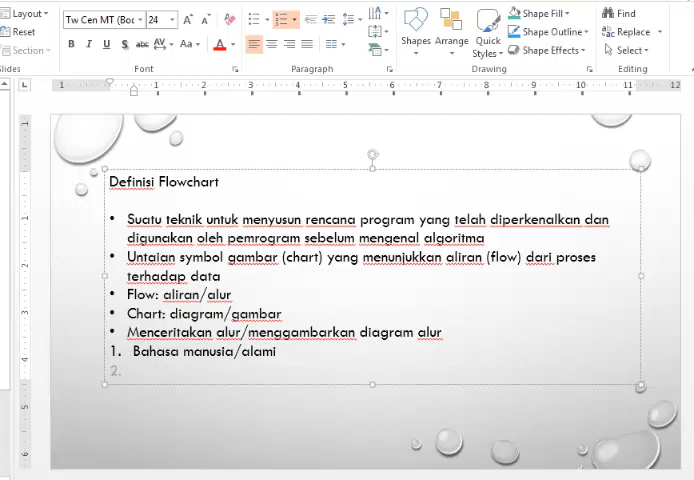 Layout
Reset
Section
Slides
Tw Cen MT (Boc
24
Font
Paragraph
Shapes
Arrange
Quick
Styles
Shape Fill
Shape Outline
Shape Effects
Drawing
Find
Replace
Select
Editing
Definisi Flowchart
• Suatu teknik untuk menyusun rencana program yang telah diperkenalkan dan
digunakan oleh pemrogram sebelum mengenal algoritma
• Untaian symbol gambar (chart) yang menunjukkan aliran (flow) dari proses
terhadap data
• Flow: aliran/alur
• Chart: diagram/gambar
• Menceritakan alur/menggambarkan diagram alur
1. Bahasa manusia/alami
2.